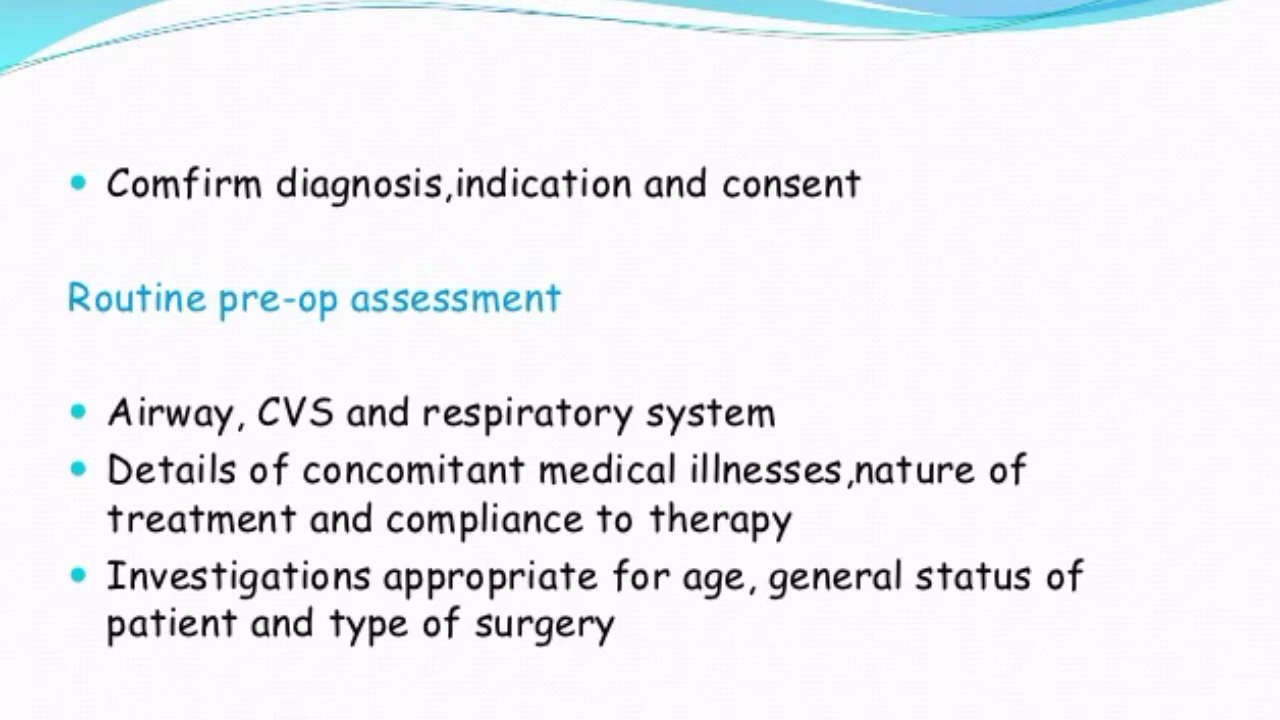 Comfirm diagnosis,indication and consent
Routine pre-op assessment
Airway, CVS and respiratory system
Details of concomitant medical illnesses,nature of
treatment and compliance to therapy
Investigations appropriate for age, general status of
patient and type of surgery